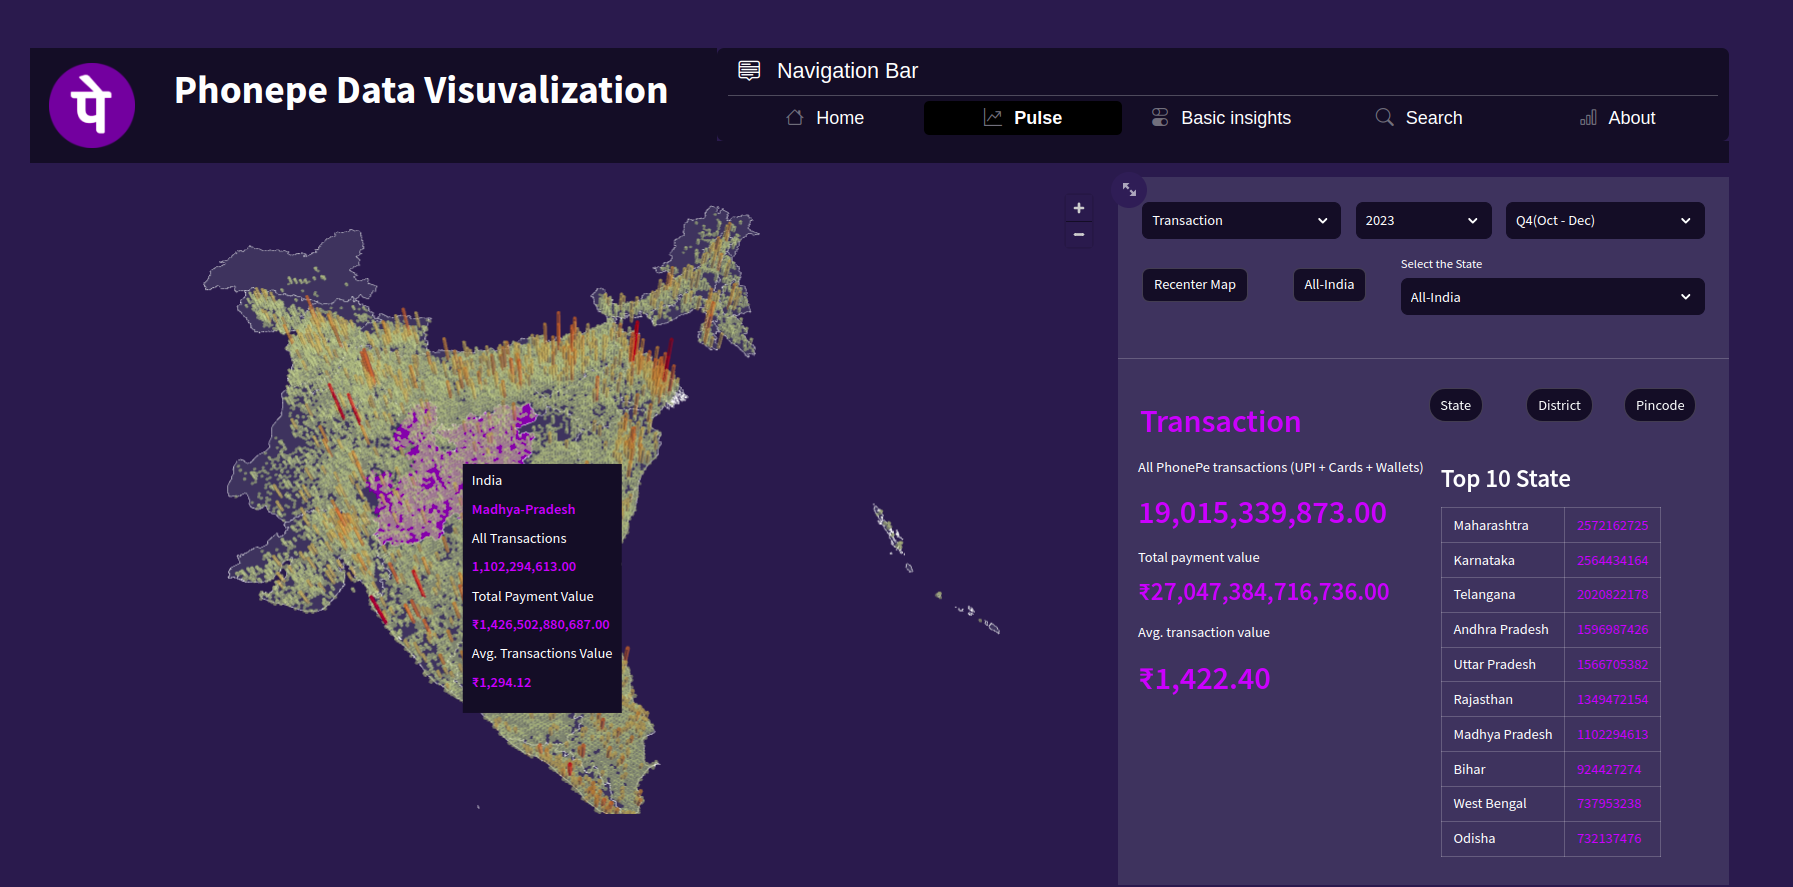 पे
Phonepe Data Visuvalization
Navigation Bar
Home
Pulse
Basic insights
Search
About
+
−
Transaction
2023
Q4(Oct - Dec)
Recenter Map
All-India
Select the State
All-India
India
Madhya-Pradesh
All Transactions
1,102,294,613.00
Total Payment Value
₹1,426,502,880,687.00
Avg. Transactions Value
₹1,294.12
Transaction
All PhonePe transactions (UPI + Cards + Wallets)
19,015,339,873.00
Total payment value
₹27,047,384,716,736.00
Avg. transaction value
₹1,422.40
State
District
Pincode
Top 10 State
Maharashtra 2572162725
Karnataka 2564434164
Telangana 2020822178
Andhra Pradesh 1596987426
Uttar Pradesh 1566705382
Rajasthan 1349472154
Madhya Pradesh 1102294613
Bihar 924427274
West Bengal 737953238
Odisha 732137476